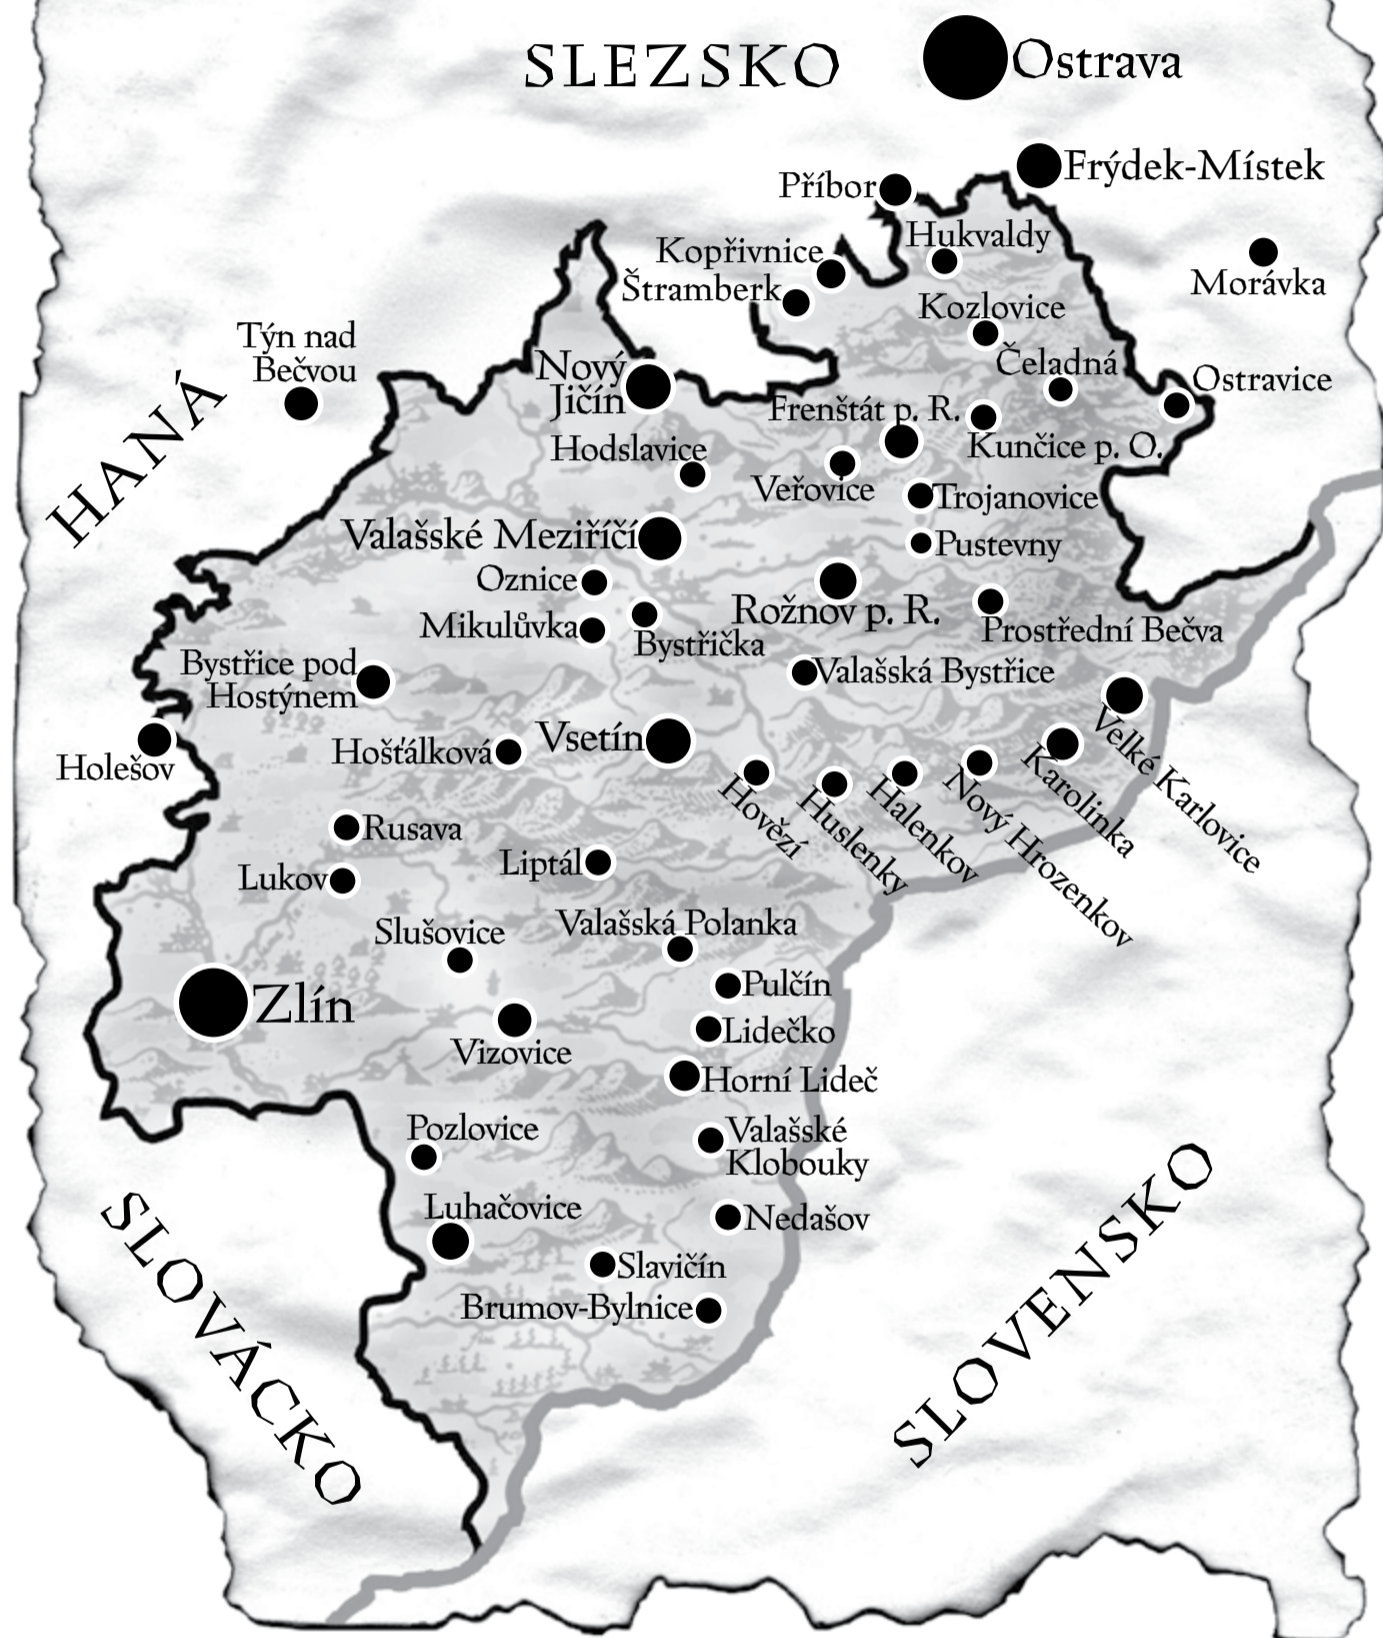 SLEZSKO
Ostrava
Frýdek-Místek
Příbor
Hukvaldy
Kopřivnice
Štramberk
Morávka
Kozlovice
Týn nad
Bečvou
Nový
Jičín
Čeladná
Ostravice
HANÁ
Frenštát p. R.
Kunčice p. O.
Hodslavice
Veřovice
Trojanovice
Valašské Meziříčí
Pustevny
Oznice
Rožnov p. R.
Mikulůvka
Bystřička
Prostřední Bečva
Bystřice pod
Hostýnem
Valašská Bystřice
Velké Karlovice
Holešov
Hošťálková
Vsetín
Karolinka
Hovězí
Huslenky
Halenkov
Nový Hrozenkov
Rusava
Liptál
Lukov
Slušovice
Valašská Polanka
Zlín
Pulčín
Lidečko
Vizovice
Horní Lideč
Pozlovice
Valašské
Klobouky
Luhačovice
Nedašov
Slavičín
Brumov-Bylnice
SLOVÁCKO
SLOVENSKO